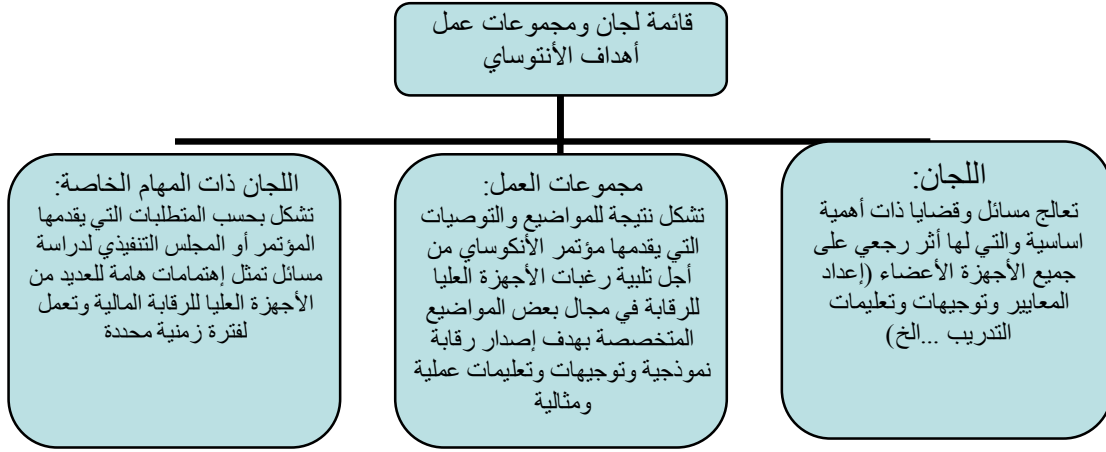 قائمة لجان ومجموعات عمل
أهداف الأنتوساي
اللجان:
تعالج مسائل وقضايا ذات أهمية
اساسية والتي لها أثر رجعي على
جميع الأجهزة الأعضاء (إعداد
المعايير وتوجيهات وتعليمات
التدريب ...الخ)
مجموعات العمل:
تشكل نتيجة للمواضيع والتوصيات
التي يقدمها مؤتمر الأنكوساي من
أجل تلبية رغبات الأجهزة العليا
للرقابة في مجال بعض المواضيع
المتخصصة بهدف إصدار رقابة
نموذجية وتوجيهات وتعليمات عملية
ومثالية
اللجان ذات المهام الخاصة:
تشكل بحسب المتطلبات التي يقدمها
المؤتمر أو المجلس التنفيذي لدراسة
مسائل تمثل إهتمامات هامة للعديد من
الأجهزة العليا للرقابة المالية وتعمل
لفترة زمنية محددة